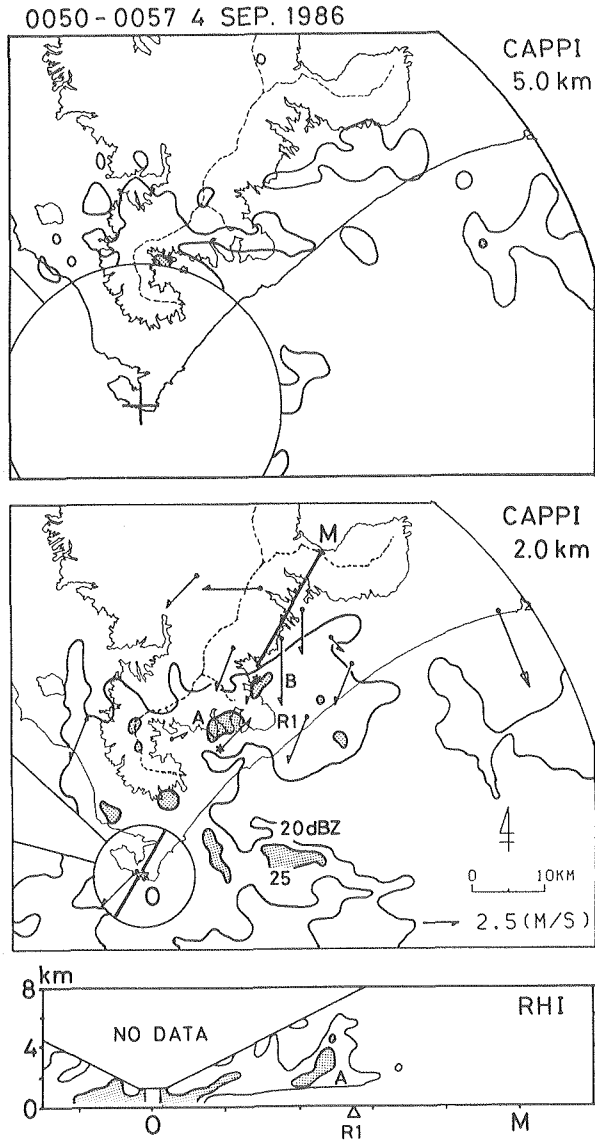 0050-0057 4 SEP. 1986
CAPPI
5.0 km
CAPPI
2.0 km
M
B
A
R1
20dBZ
25
O
0 10KM
2.5 (M/S)
km
8
4
0
NO DATA
RHI
A
O
R1
M